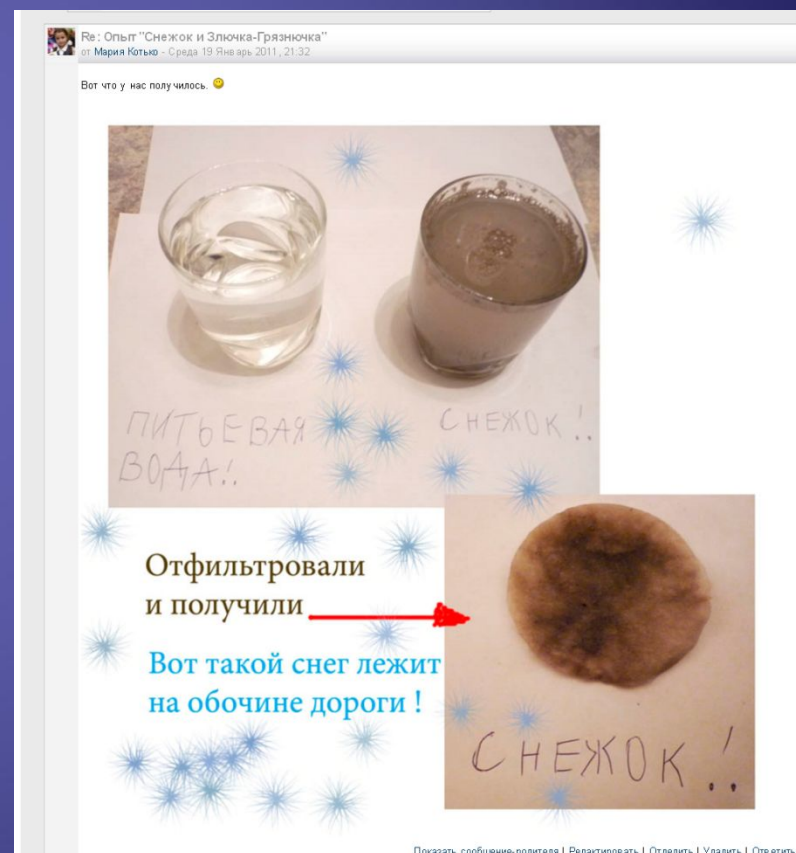 Re: Опыт "Снежок и Злючка-Грязнючка"
от Мария Котько - Среда 19 Январь 2011, 21:32
Вот что у нас получилось.
ПИТЬЕВАЯ
ВОДА!!
СНЕЖОК!!
Отфильтровали
и получили
Вот такой снег лежит
на обочине дороги !
СНЕЖОК!!
Показать сообщение-родителя | Редактировать | Отделить | Удалить | Ответить